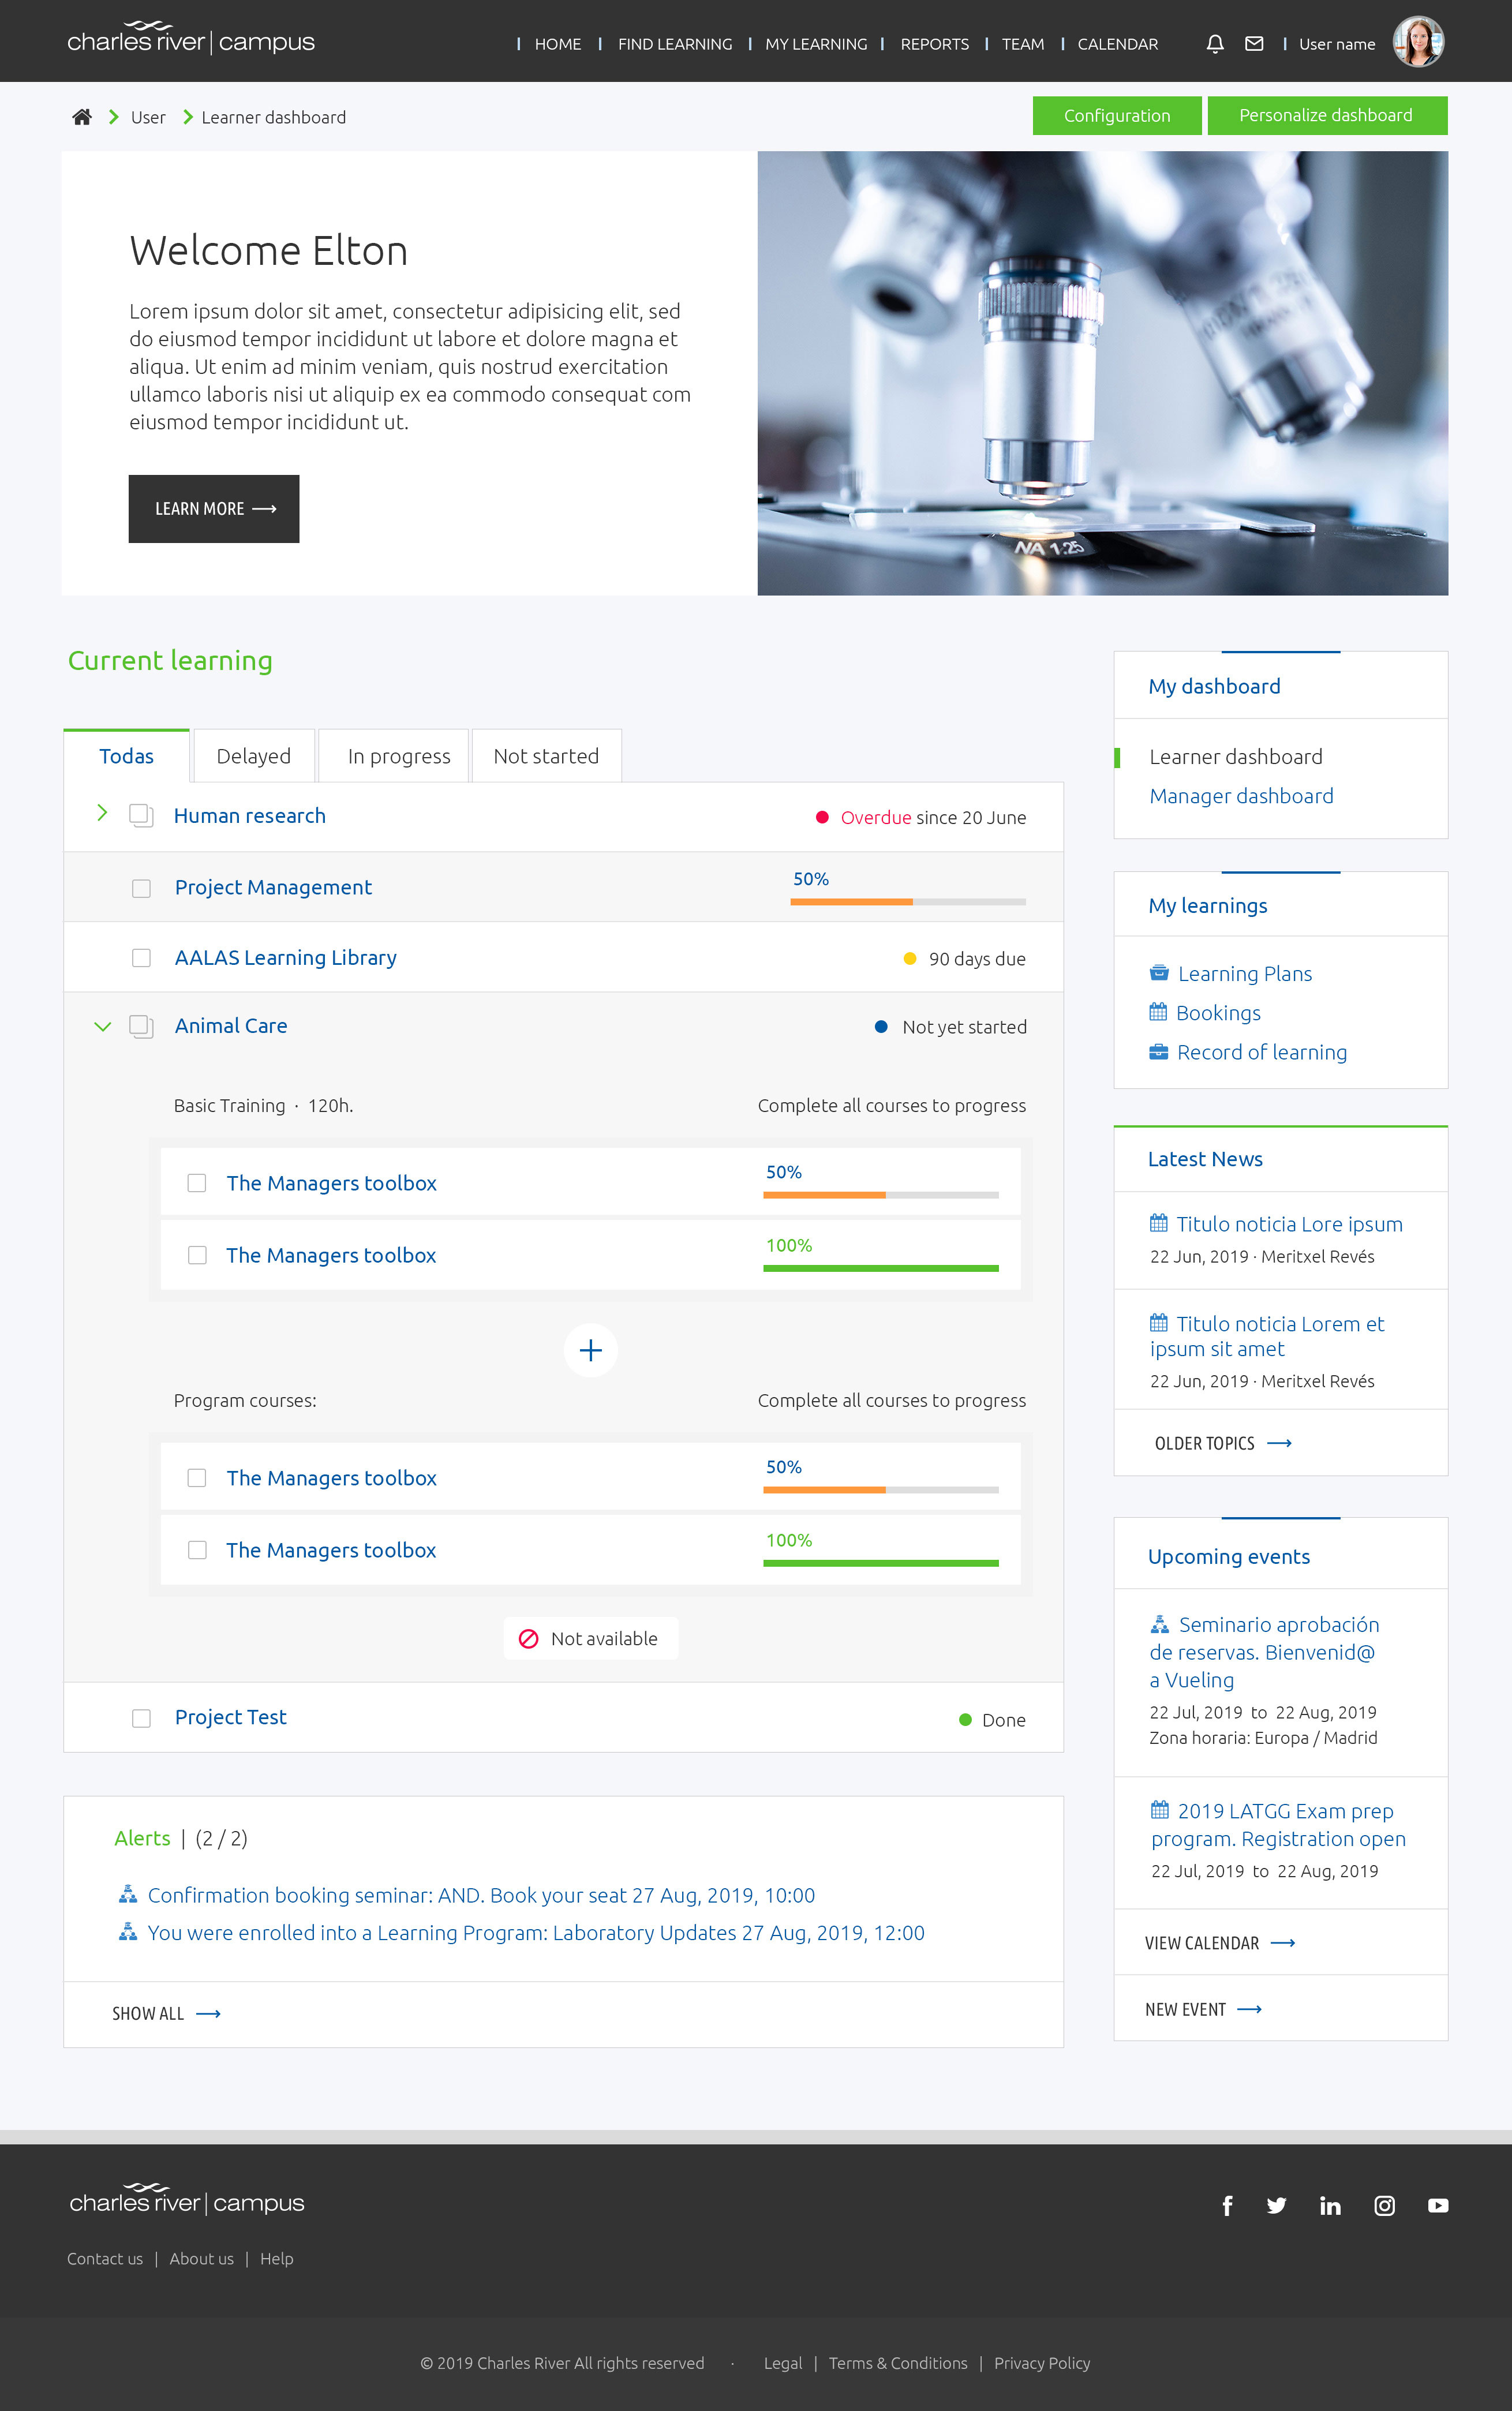 charles river | campus
HOME
FIND LEARNING
MY LEARNING
REPORTS
TEAM
CALENDAR
User name
User
Learner dashboard
Configuration
Personalize dashboard
Welcome Elton
Lorem ipsum dolor sit amet, consectetur adipisicing elit, sed
do eiusmod tempor incididunt ut labore et dolore magna et
aliqua. Ut enim ad minim veniam, quis nostrud exercitation
ullamco laboris nisi ut aliquip ex ea commodo consequat com
eiusmod tempor incididunt ut.
LEARN MORE
NA 1.25
Current learning
Todas
Delayed
In progress
Not started
Human research
Overdue since 20 June
Project Management
50%
AALAS Learning Library
90 days due
Animal Care
Not yet started
Basic Training · 120h.
Complete all courses to progress
The Managers toolbox
50%
The Managers toolbox
100%
Program courses:
Complete all courses to progress
The Managers toolbox
50%
The Managers toolbox
100%
Not available
Project Test
Done
Alerts | (2 / 2)
Confirmation booking seminar: AND. Book your seat 27 Aug, 2019, 10:00
You were enrolled into a Learning Program: Laboratory Updates 27 Aug, 2019, 12:00
SHOW ALL
My dashboard
Learner dashboard
Manager dashboard
My learnings
Learning Plans
Bookings
Record of learning
Latest News
Titulo noticia Lore ipsum
22 Jun, 2019 · Meritxel Revés
Titulo noticia Lorem et
ipsum sit amet
22 Jun, 2019 · Meritxel Revés
OLDER TOPICS
Upcoming events
Seminario aprobación
de reservas. Bienvenid@
a Vueling
22 Jul, 2019 to 22 Aug, 2019
Zona horaria: Europa / Madrid
2019 LATGG Exam prep
program. Registration open
22 Jul, 2019 to 22 Aug, 2019
VIEW CALENDAR
NEW EVENT
charles river | campus
Contact us | About us | Help
© 2019 Charles River All rights reserved · Legal | Terms & Conditions | Privacy Policy